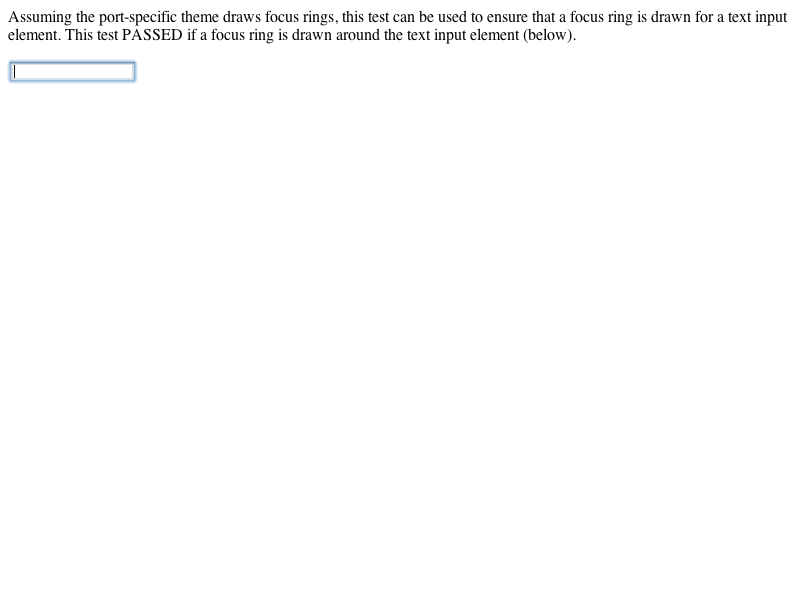 Assuming the port-specific theme draws focus rings, this test can be used to ensure that a focus ring is drawn for a text input
element. This test PASSED if a focus ring is drawn around the text input element (below).